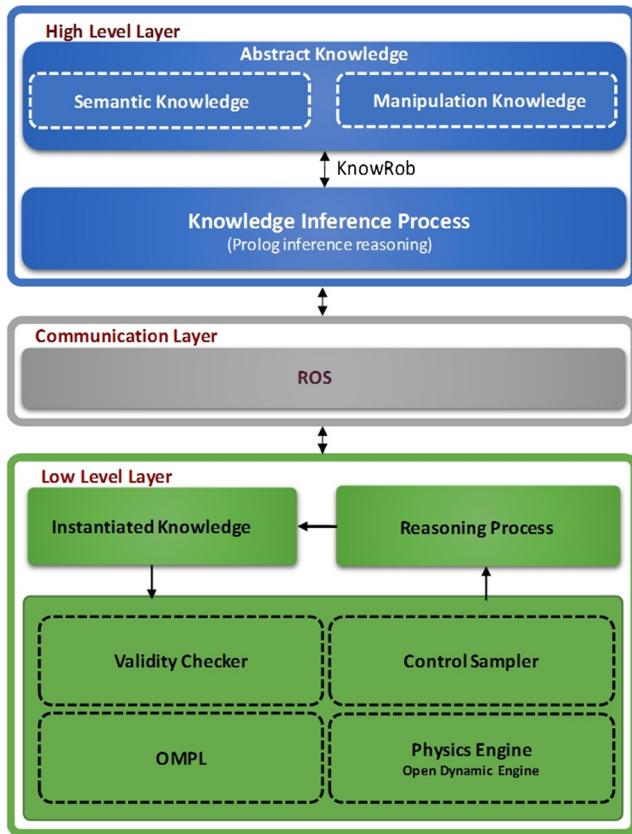 High Level Layer
Abstract Knowledge
Semantic Knowledge
Manipulation Knowledge
KnowRob
Knowledge Inference Process
(Prolog inference reasoning)
Communication Layer
ROS
Low Level Layer
Instantiated Knowledge
Reasoning Process
Validity Checker
Control Sampler
OMPL
Physics Engine
Open Dynamic Engine